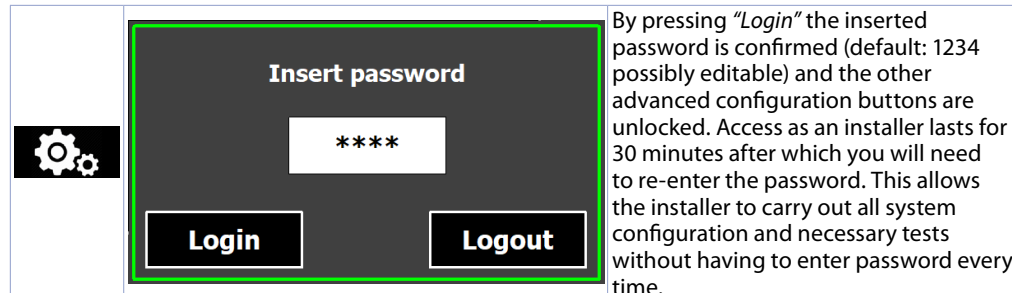 Insert password
****
Login
Logout
By pressing “Login” the inserted
password is confirmed (default: 1234
possibly editable) and the other
advanced configuration buttons are
unlocked. Access as an installer lasts for
30 minutes after which you will need
to re-enter the password. This allows
the installer to carry out all system
configuration and necessary tests
without having to enter password every
time.